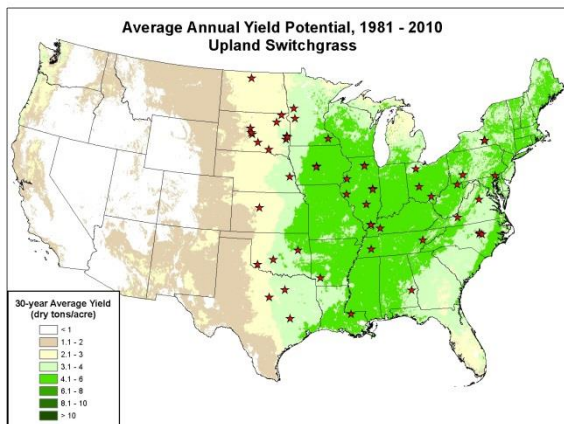 Average Annual Yield Potential, 1981 - 2010
Upland Switchgrass
30-year Average Yield
(dry tons/acre)
< 1
1.1 - 2
2.1 - 3
3.1 - 4
4.1 - 6
6.1 - 8
8.1 - 10
> 10